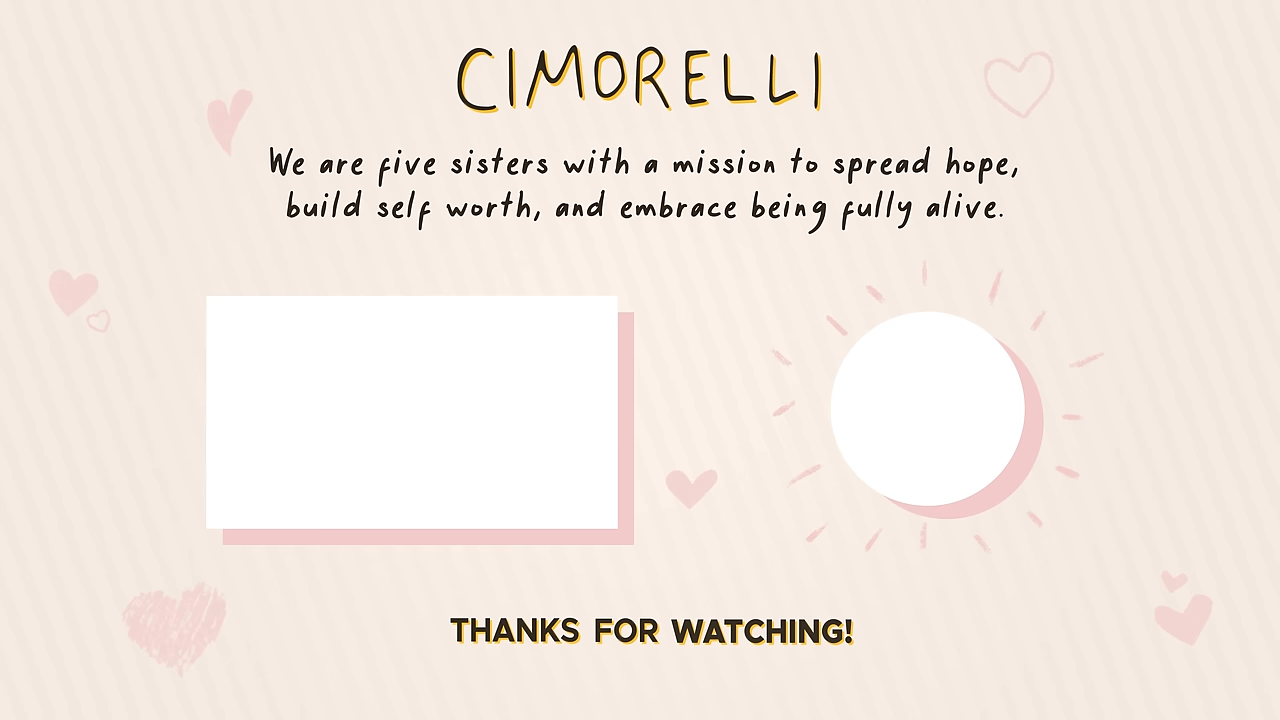 CIMORELLI
We are five sisters with a mission to spread hope,
build self worth, and embrace being fully alive.
THANKS FOR WATCHING!